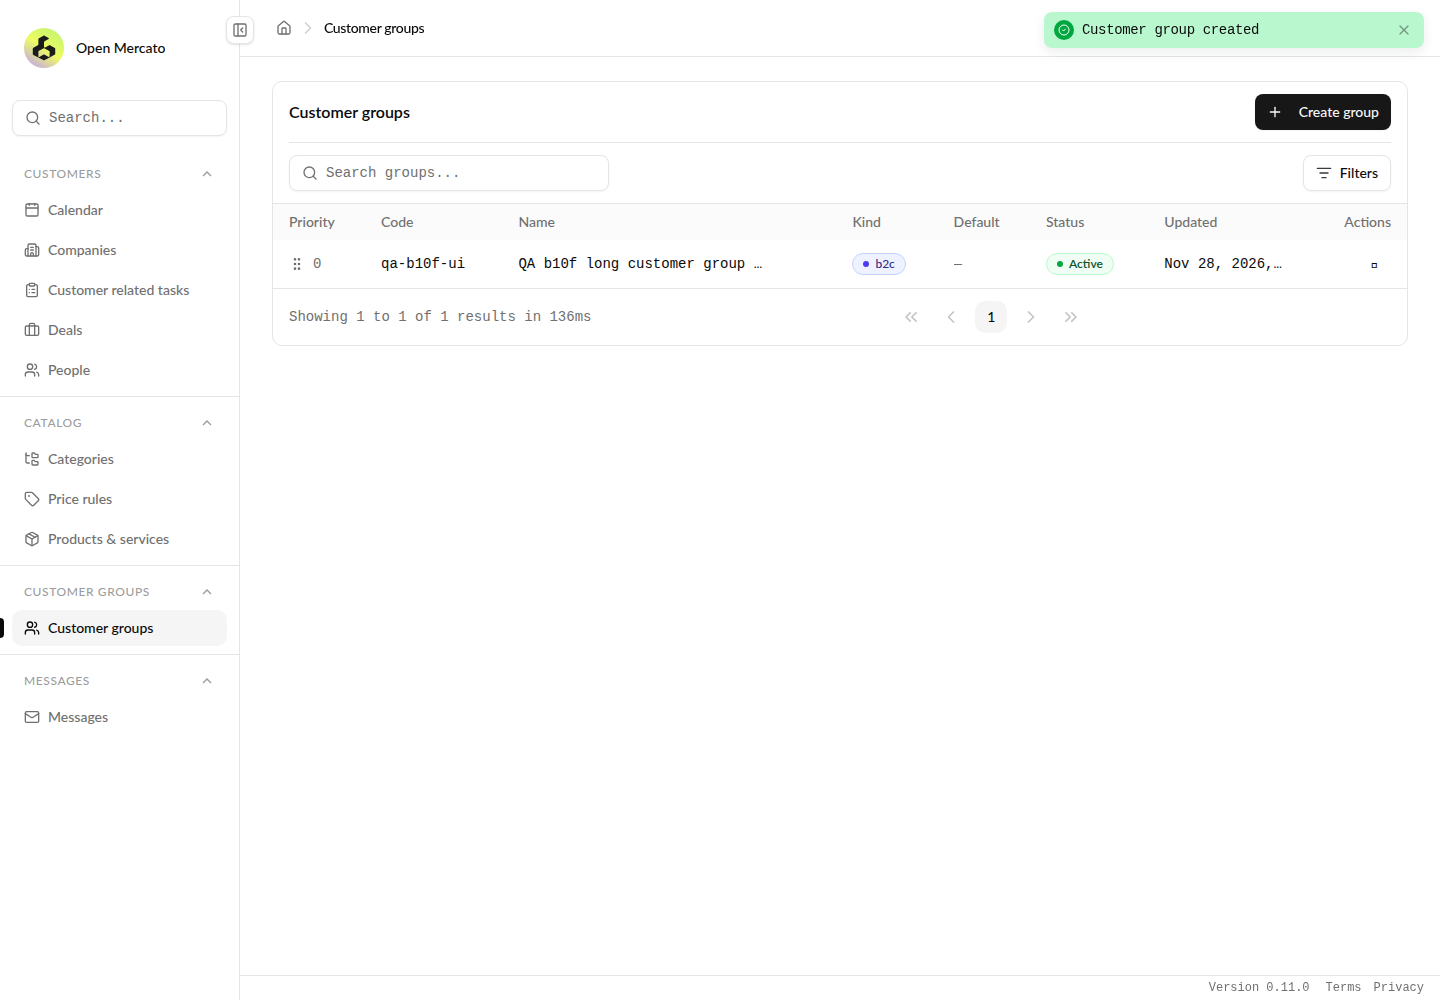 Open Mercato
Customer groups
Customer group created
Search...
Customer groups
Create group
Search groups...
Filters
CUSTOMERS
Calendar
Companies
Customer related tasks
Deals
People
CATALOG
Categories
Price rules
Products & services
CUSTOMER GROUPS
Customer groups
MESSAGES
Messages
Priority Code Name Kind Default Status Updated Actions
0 qa-b10f-ui QA b10f long customer group … b2c — Active Nov 28, 2026,…
Showing 1 to 1 of 1 results in 136ms
1
Version 0.11.0 Terms Privacy